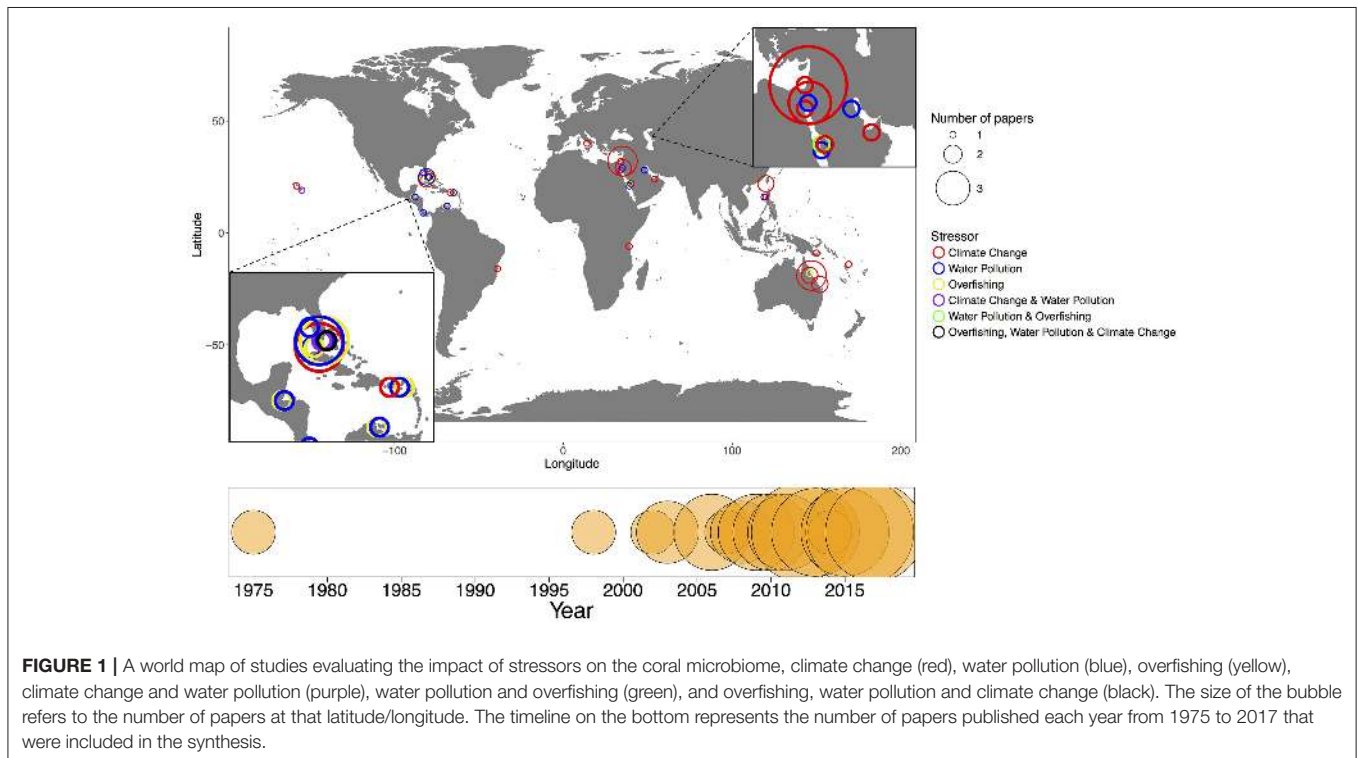 50
0
−50
Latitude
−100
0
100
200
Longitude
Number of papers
1
2
3
Stressor
Climate Change
Water Pollution
Overfishing
Climate Change & Water Pollution
Water Pollution & Overfishing
Overfishing, Water Pollution & Climate Change
1975
1980
1985
1990
1995
2000
2005
2010
2015
Year
FIGURE 1 | A world map of studies evaluating the impact of stressors on the coral microbiome, climate change (red), water pollution (blue), overfishing (yellow),
climate change and water pollution (purple), water pollution and overfishing (green), and overfishing, water pollution and climate change (black). The size of the bubble
refers to the number of papers at that latitude/longitude. The timeline on the bottom represents the number of papers published each year from 1975 to 2017 that
were included in the synthesis.